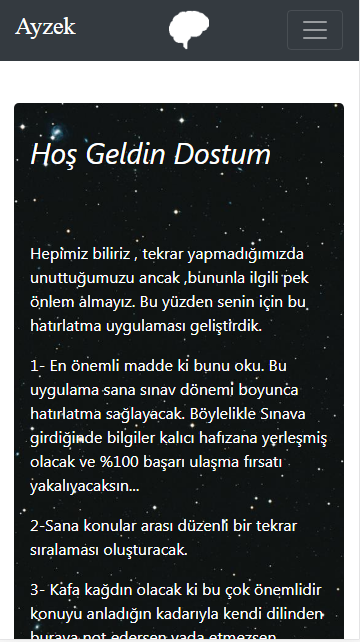 Ayzek
Hoş Geldin Dostum
Hepimiz biliriz , tekrar yapmadığımızda
unuttuğumuzu ancak ,bununla ilgili pek
önlem almayız. Bu yüzden senin için bu
hatırlatma uygulaması geliştirdik.
1- En önemli madde ki bunu oku. Bu
uygulama sana sınav dönemi boyunca
hatırlatma sağlayacak. Böylelikle Sınava
girdiğinde bilgiler kalıcı hafızana yerleşmiş
olacak ve %100 başarı ulaşma fırsatı
yakalıyacaksın...
2-Sana konular arası düzenli bir tekrar
sıralaması oluşturacak.
3- Kafa kağdın olacak ki bu çok önemlidir
konuyu anladığın kadarıyla kendi dilinden
buraya not edersen yada etmezsen